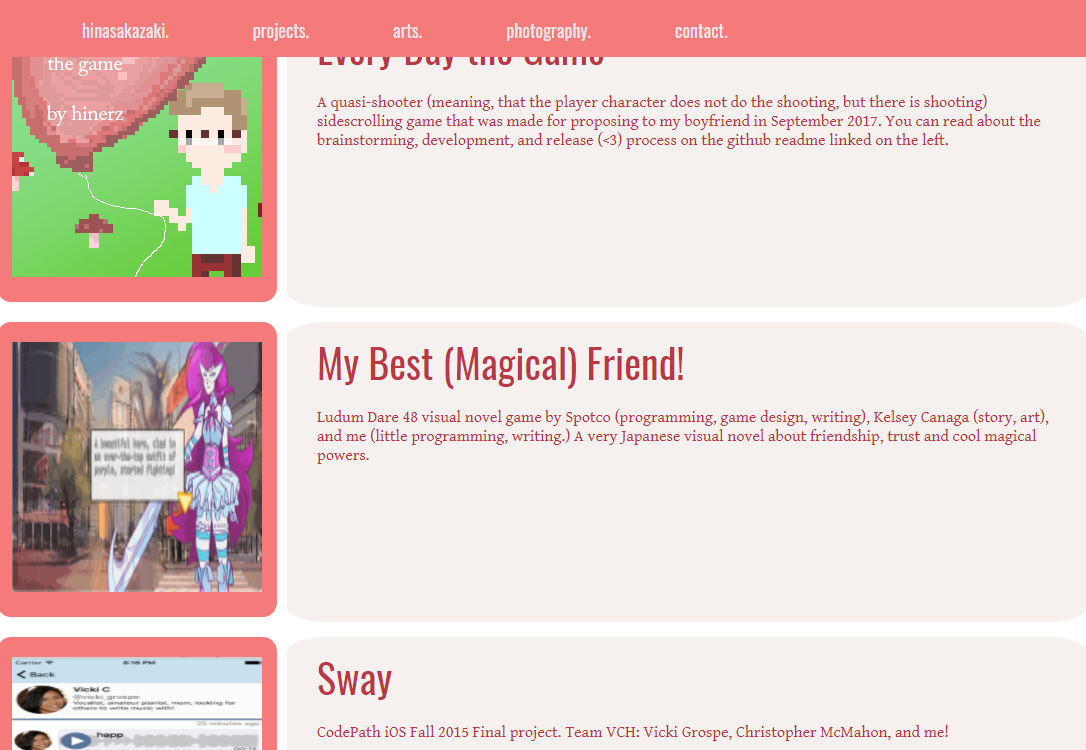 hinasakazaki. projects. arts. photography. contact.
the game
by hinerz
Every Day the Game
A quasi-shooter (meaning, that the player character does not do the shooting, but there is shooting)
sidescrolling game that was made for proposing to my boyfriend in September 2017. You can read about the
brainstorming, development, and release (<3) process on the github readme linked on the left.
A beautiful hero, clad in
an over-the-top outfit of
purple, started fighting!
My Best (Magical) Friend!
Ludum Dare 48 visual novel game by Spotco (programming, game design, writing), Kelsey Canaga (story, art),
and me (little programming, writing.) A very Japanese visual novel about friendship, trust and cool magical
powers.
Carrier 5:16 PM
Back
Vicki C
@vicki_grospe
Vocalist, amateur pianist, mom, looking for
others to write music with!
25 minutes ago
happ
00:11
Sway
CodePath iOS Fall 2015 Final project. Team VCH: Vicki Grospe, Christopher McMahon, and me!